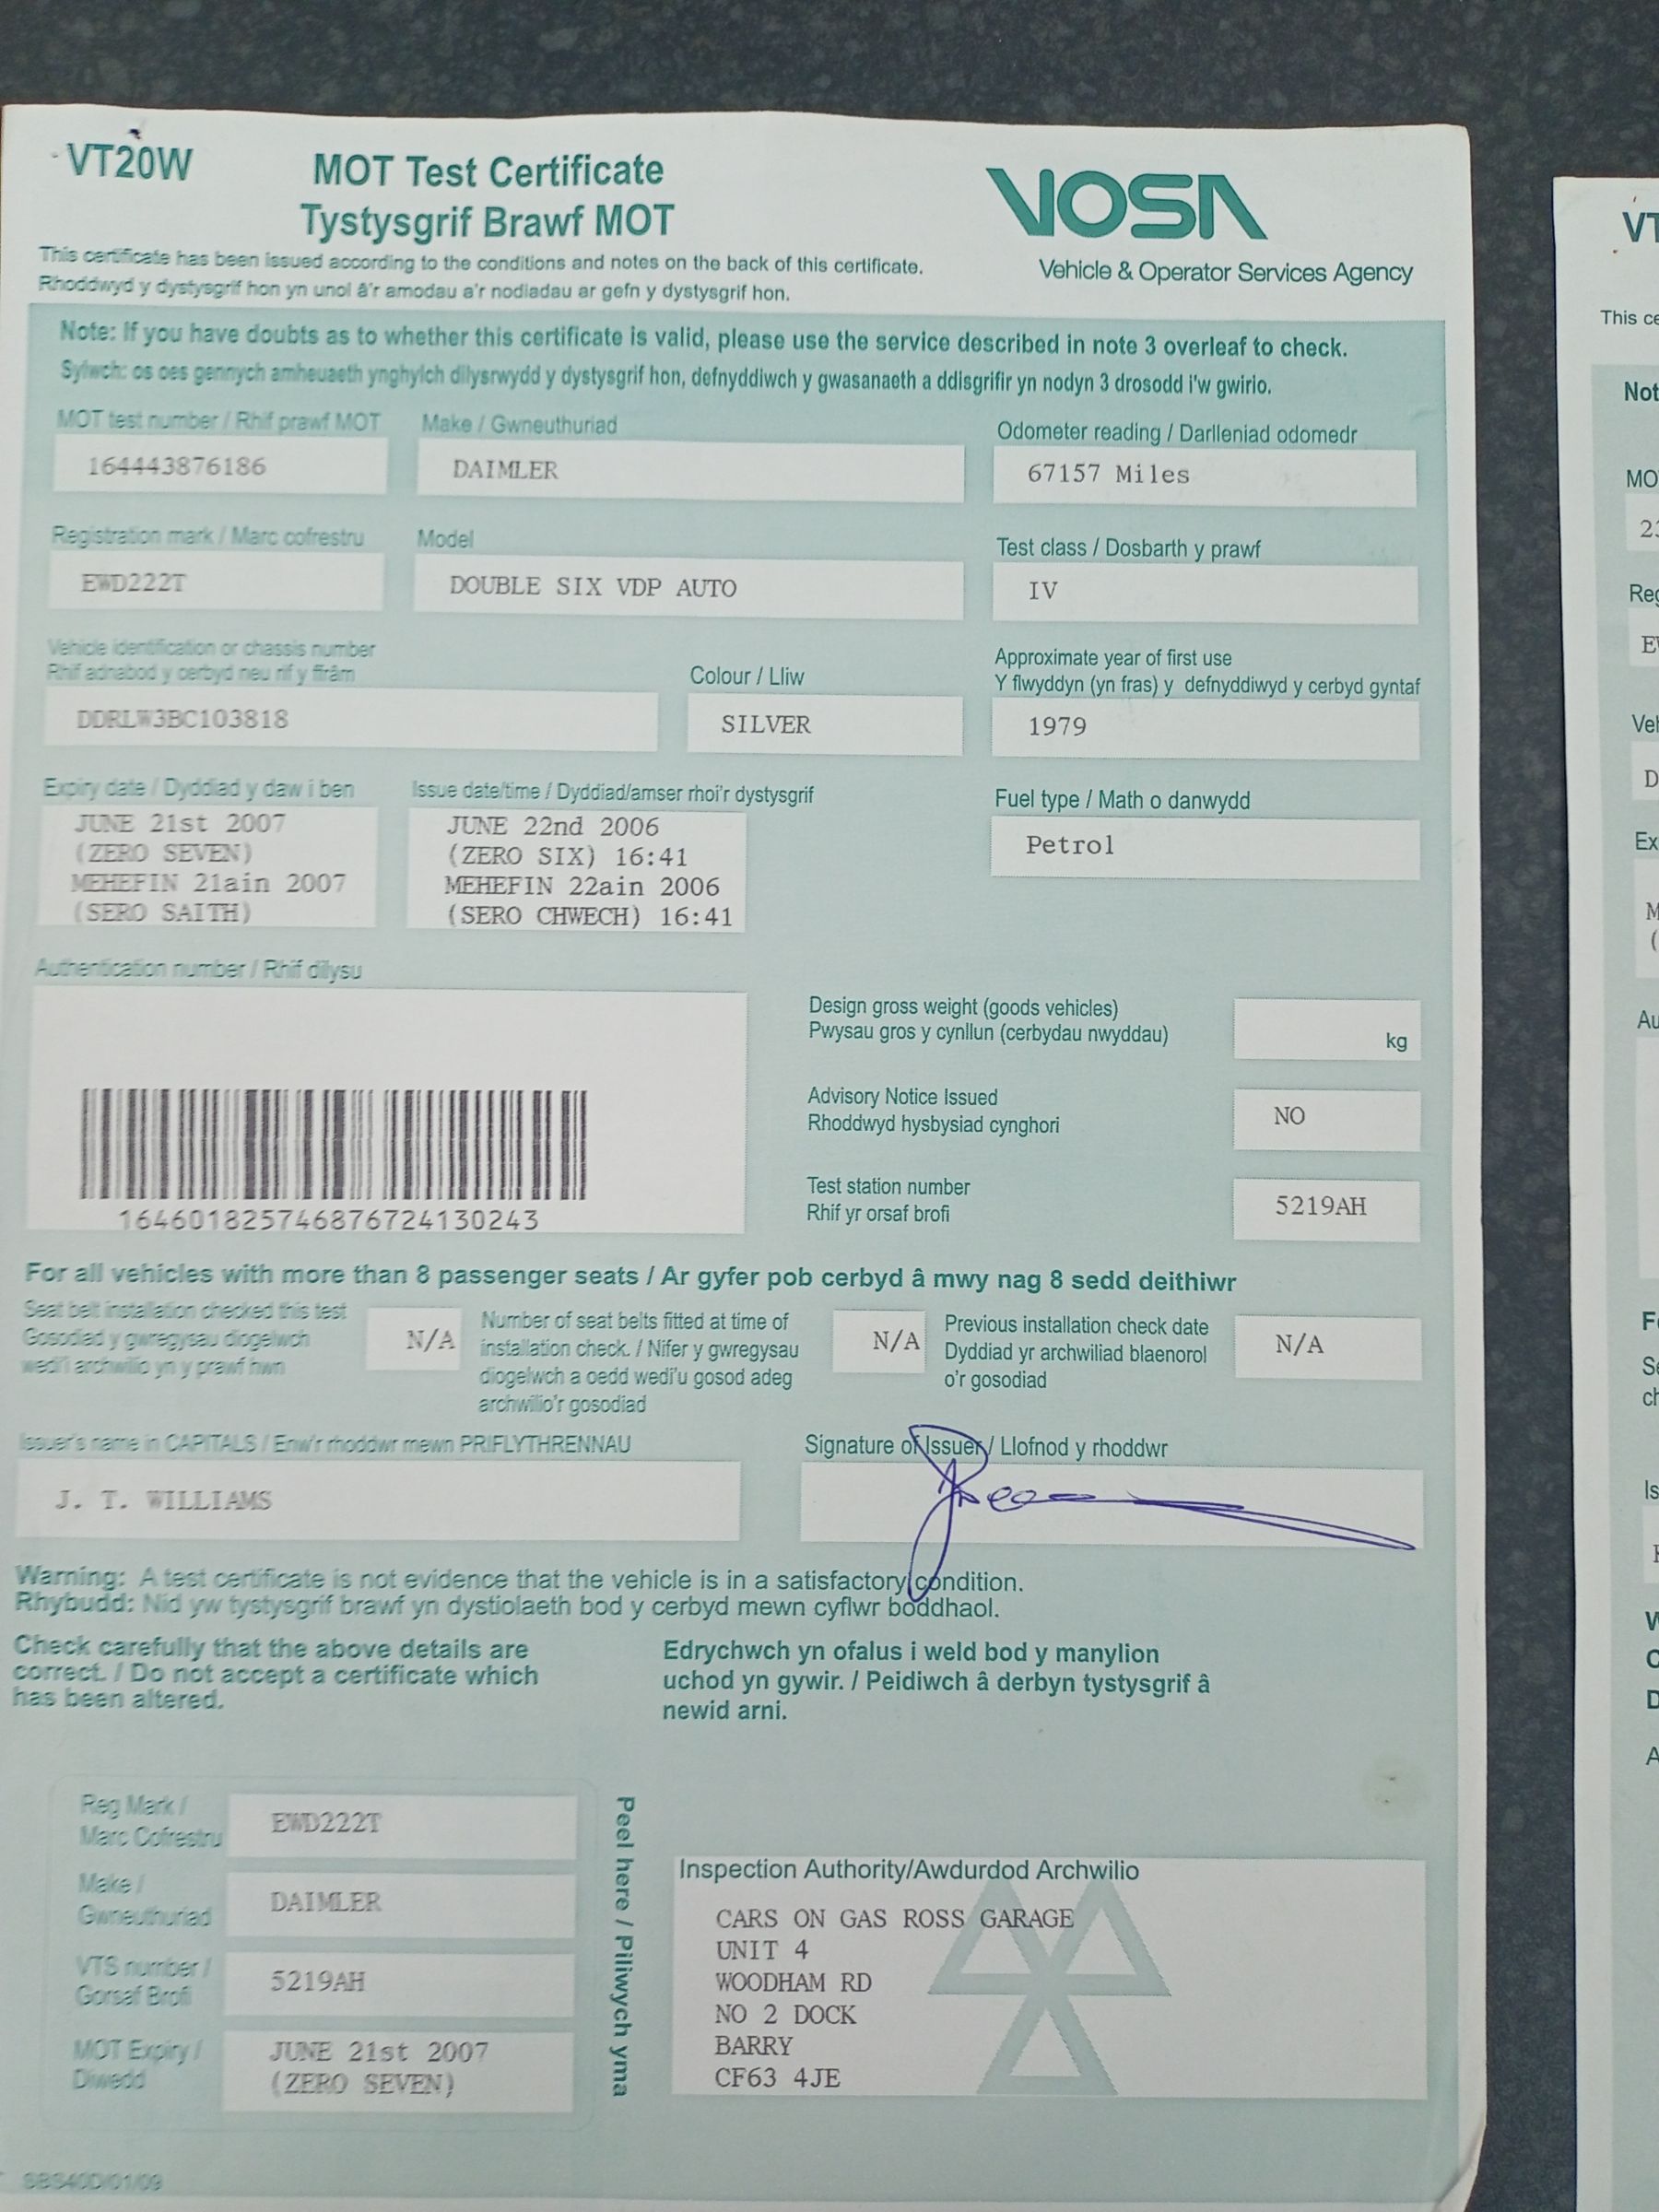 VT20W
MOT Test Certificate
Tystysgrif Brawf MOT
VOSA
Vehicle & Operator Services Agency
This certificate has been issued according to the conditions and notes on the back of this certificate.
Rhoddwyd y dystysgrif hon yn unol â'r amodau a'r nodiadau ar gefn y dystysgrif hon.
Note: If you have doubts as to whether this certificate is valid, please use the service described in note 3 overleaf to check.
Sylwch: os oes gennych amheuaeth ynghylch dilysrwydd y dystysgrif hon, defnyddiwch y gwasanaeth a ddisgrifir yn nodyn 3 drosodd i'w gwirio.
MOT test number / Rhif prawf MOT
164443876186
Make / Gwneuthuriad
DAIMLER
Odometer reading / Darlleniad odomedr
67157 Miles
Registration mark / Marc cofrestru
EWD222T
Model
DOUBLE SIX VDP AUTO
Test class / Dosbarth y prawf
IV
Vehicle identification or chassis number
Rhif adnabod y cerbyd neu rif y ffrâm
DDRLW3BC103818
Colour / Lliw
SILVER
Approximate year of first use
Y flwyddyn (yn fras) y defnyddiwyd y cerbyd gyntaf
1979
Expiry date / Dyddiad y daw i ben
JUNE 21st 2007
(ZERO SEVEN)
MEHEFIN 21ain 2007
(SERO SAITH)
Issue date/time / Dyddiad/amser rhoi'r dystysgrif
JUNE 22nd 2006
(ZERO SIX) 16:41
MEHEFIN 22ain 2006
(SERO CHWECH) 16:41
Fuel type / Math o danwydd
Petrol
Authentication number / Rhif dilysu
1646018257468767241​30243
Design gross weight (goods vehicles)
Pwysau gros y cynllun (cerbydau nwyddau)
kg
Advisory Notice Issued
Rhoddwyd hysbysiad cynghori
NO
Test station number
Rhif yr orsaf brofi
5219AH
For all vehicles with more than 8 passenger seats / Ar gyfer pob cerbyd â mwy nag 8 sedd deithiwr
Seat belt installation checked this test
Gosodiad y gwregysau diogelwch
wedi'i archwilio yn y prawf hwn
N/A
Number of seat belts fitted at time of
installation check. / Nifer y gwregysau
diogelwch a oedd wedi'u gosod adeg
archwilio'r gosodiad
N/A
Previous installation check date
Dyddiad yr archwiliad blaenorol
o'r gosodiad
N/A
Issuer's name in CAPITALS / Enw'r rhoddwr mewn PRIFLYTHRENNAU
J. T. WILLIAMS
Signature of Issuer / Llofnod y rhoddwr
Warning: A test certificate is not evidence that the vehicle is in a satisfactory condition.
Rhybudd: Nid yw tystysgrif brawf yn dystiolaeth bod y cerbyd mewn cyflwr boddhaol.
Check carefully that the above details are
correct. / Do not accept a certificate which
has been altered.
Edrychwch yn ofalus i weld bod y manylion
uchod yn gywir. / Peidiwch â derbyn tystysgrif â
newid arni.
Reg Mark /
Marc Cofrestru
EWD222T
Make /
Gwneuthuriad
DAIMLER
VTS number /
Gorsaf Brofi
5219AH
MOT Expiry /
Diwedd
JUNE 21st 2007
(ZERO SEVEN)
Peel here / Piliwych yma
Inspection Authority/Awdurdod Archwilio
CARS ON GAS ROSS GARAGE
UNIT 4
WOODHAM RD
NO 2 DOCK
BARRY
CF63 4JE
SBS40D/01/09
This